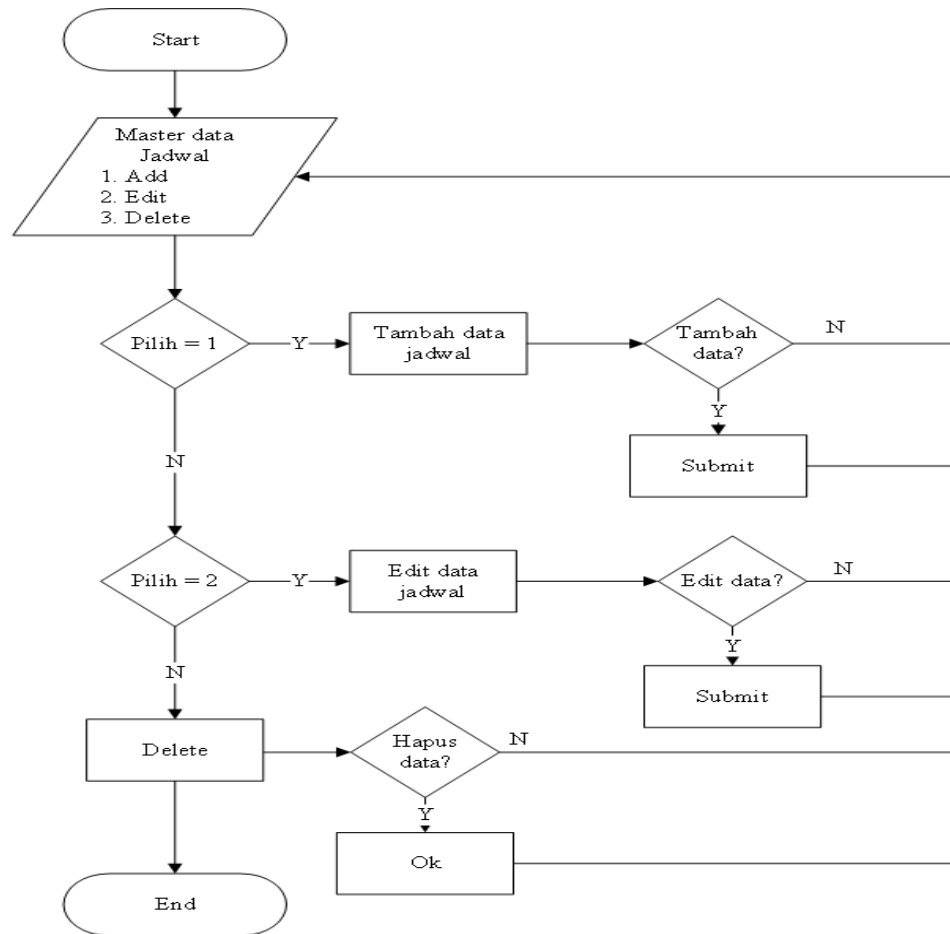 Start
Master data
Jadwal
1. Add
2. Edit
3. Delete
Pilih = 1
Y
Tambah data
jadwal
Tambah
data?
N
Y
Submit
N
Pilih = 2
Y
Edit data
jadwal
Edit data?
N
Y
Submit
N
Delete
Hapus
data?
N
Y
Ok
End